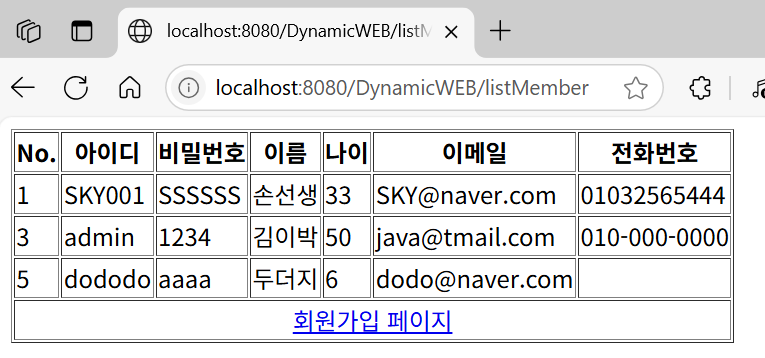 localhost:8080/DynamicWEB/listM
localhost:8080/DynamicWEB/listMember
No. 아이디 비밀번호 이름 나이 이메일 전화번호
1 SKY001 SSSSSS 손선생 33 SKY@naver.com 01032565444
3 admin 1234 김이박 50 java@tmail.com 010-000-0000
5 dododo aaaa 두더지 6 dodo@naver.com
회원가입 페이지